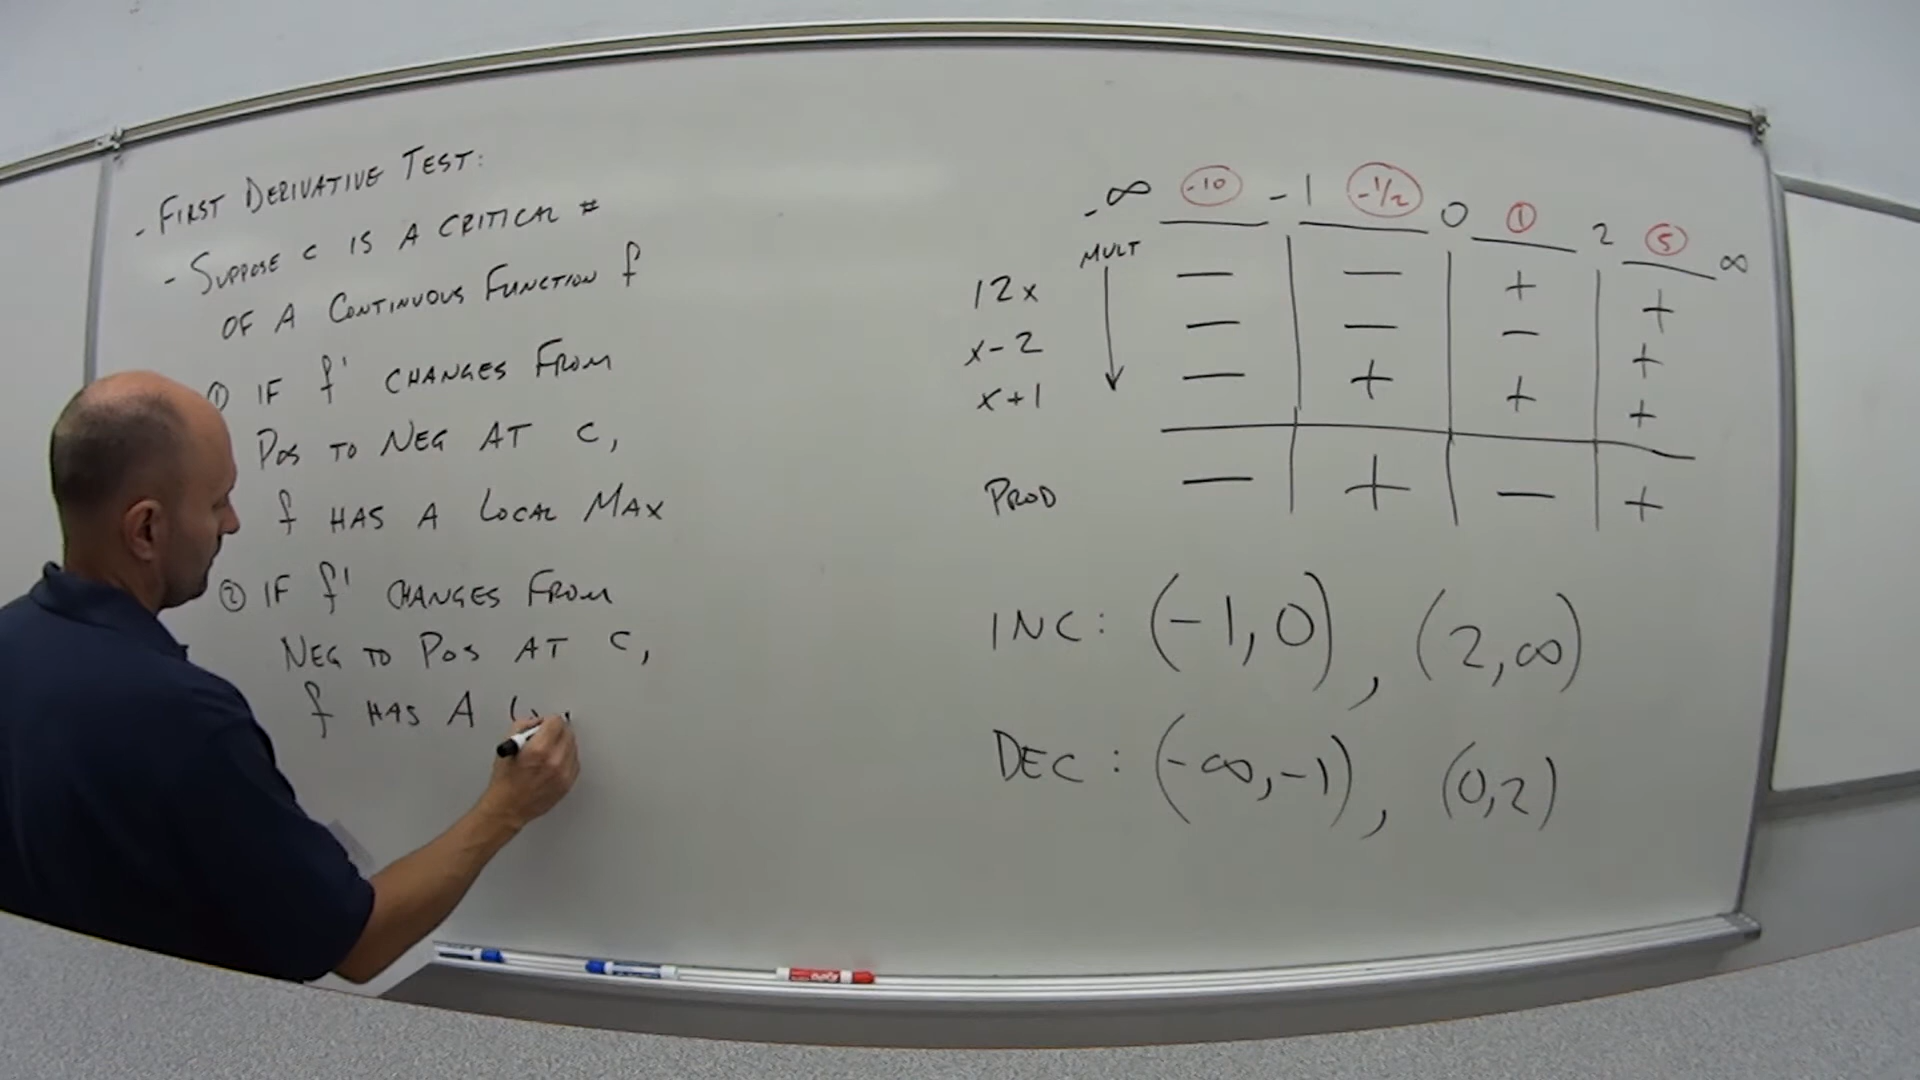 - FIRST DERIVATIVE TEST:
- SUPPOSE C IS A CRITICAL #
OF A CONTINUOUS FUNCTION f
① IF f' CHANGES FROM
POS TO NEG AT C,
f HAS A LOCAL MAX
② IF f' CHANGES FROM
NEG TO POS AT C,
f HAS A
-∞ -10 -1 -1/2 0 1 2 5 ∞
MULT
12x − − + +
x-2 − − − +
x+1 − + + +
PROD − + − +
INC: (-1,0), (2,∞)
DEC: (-∞,-1), (0,2)